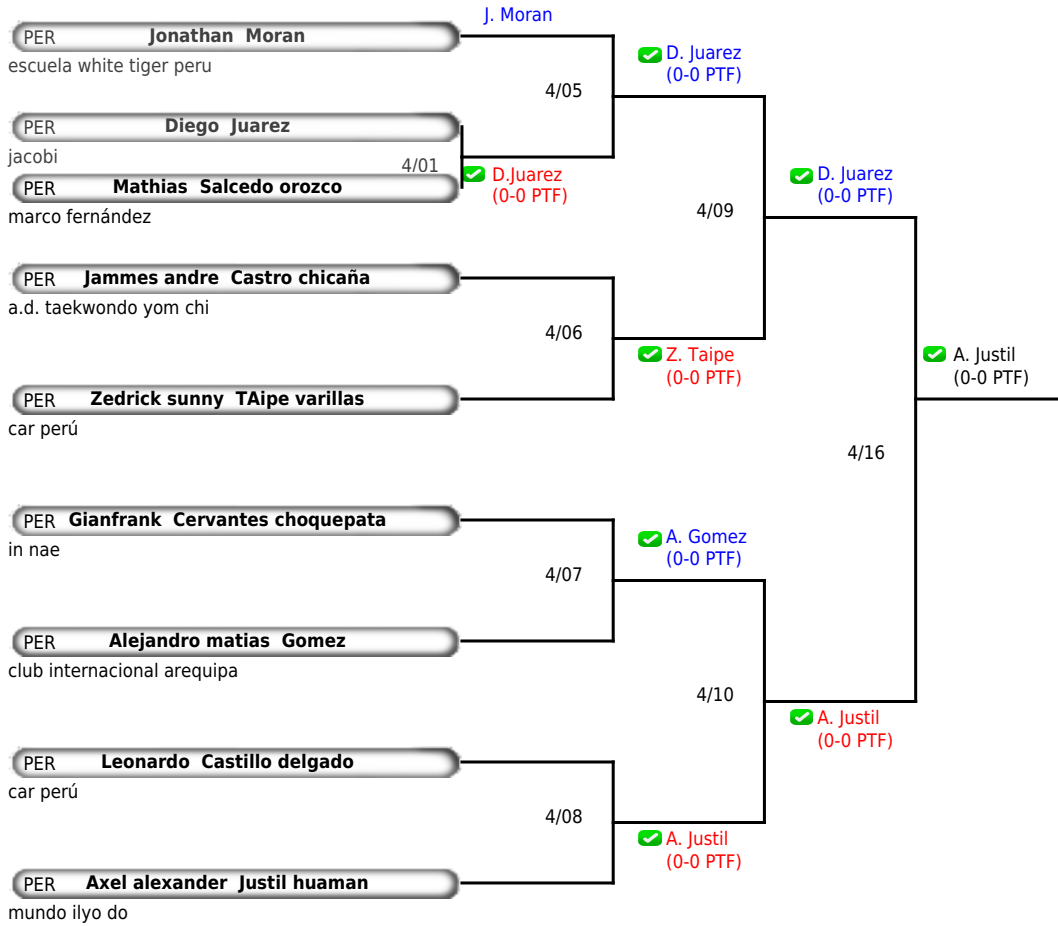 J. Moran
PER Jonathan Moran
escuela white tiger peru
D. Juarez
(0-0 PTF)
4/05
PER Diego Juarez
jacobi
4/01
D.Juarez
(0-0 PTF)
PER Mathias Salcedo orozco
marco fernández
D. Juarez
(0-0 PTF)
4/09
PER Jammes andre Castro chicaña
a.d. taekwondo yom chi
4/06
Z. Taipe
(0-0 PTF)
PER Zedrick sunny TAipe varillas
car perú
A. Justil
(0-0 PTF)
4/16
PER Gianfrank Cervantes choquepata
in nae
A. Gomez
(0-0 PTF)
4/07
PER Alejandro matias Gomez
club internacional arequipa
4/10
A. Justil
(0-0 PTF)
PER Leonardo Castillo delgado
car perú
4/08
A. Justil
(0-0 PTF)
PER Axel alexander Justil huaman
mundo ilyo do